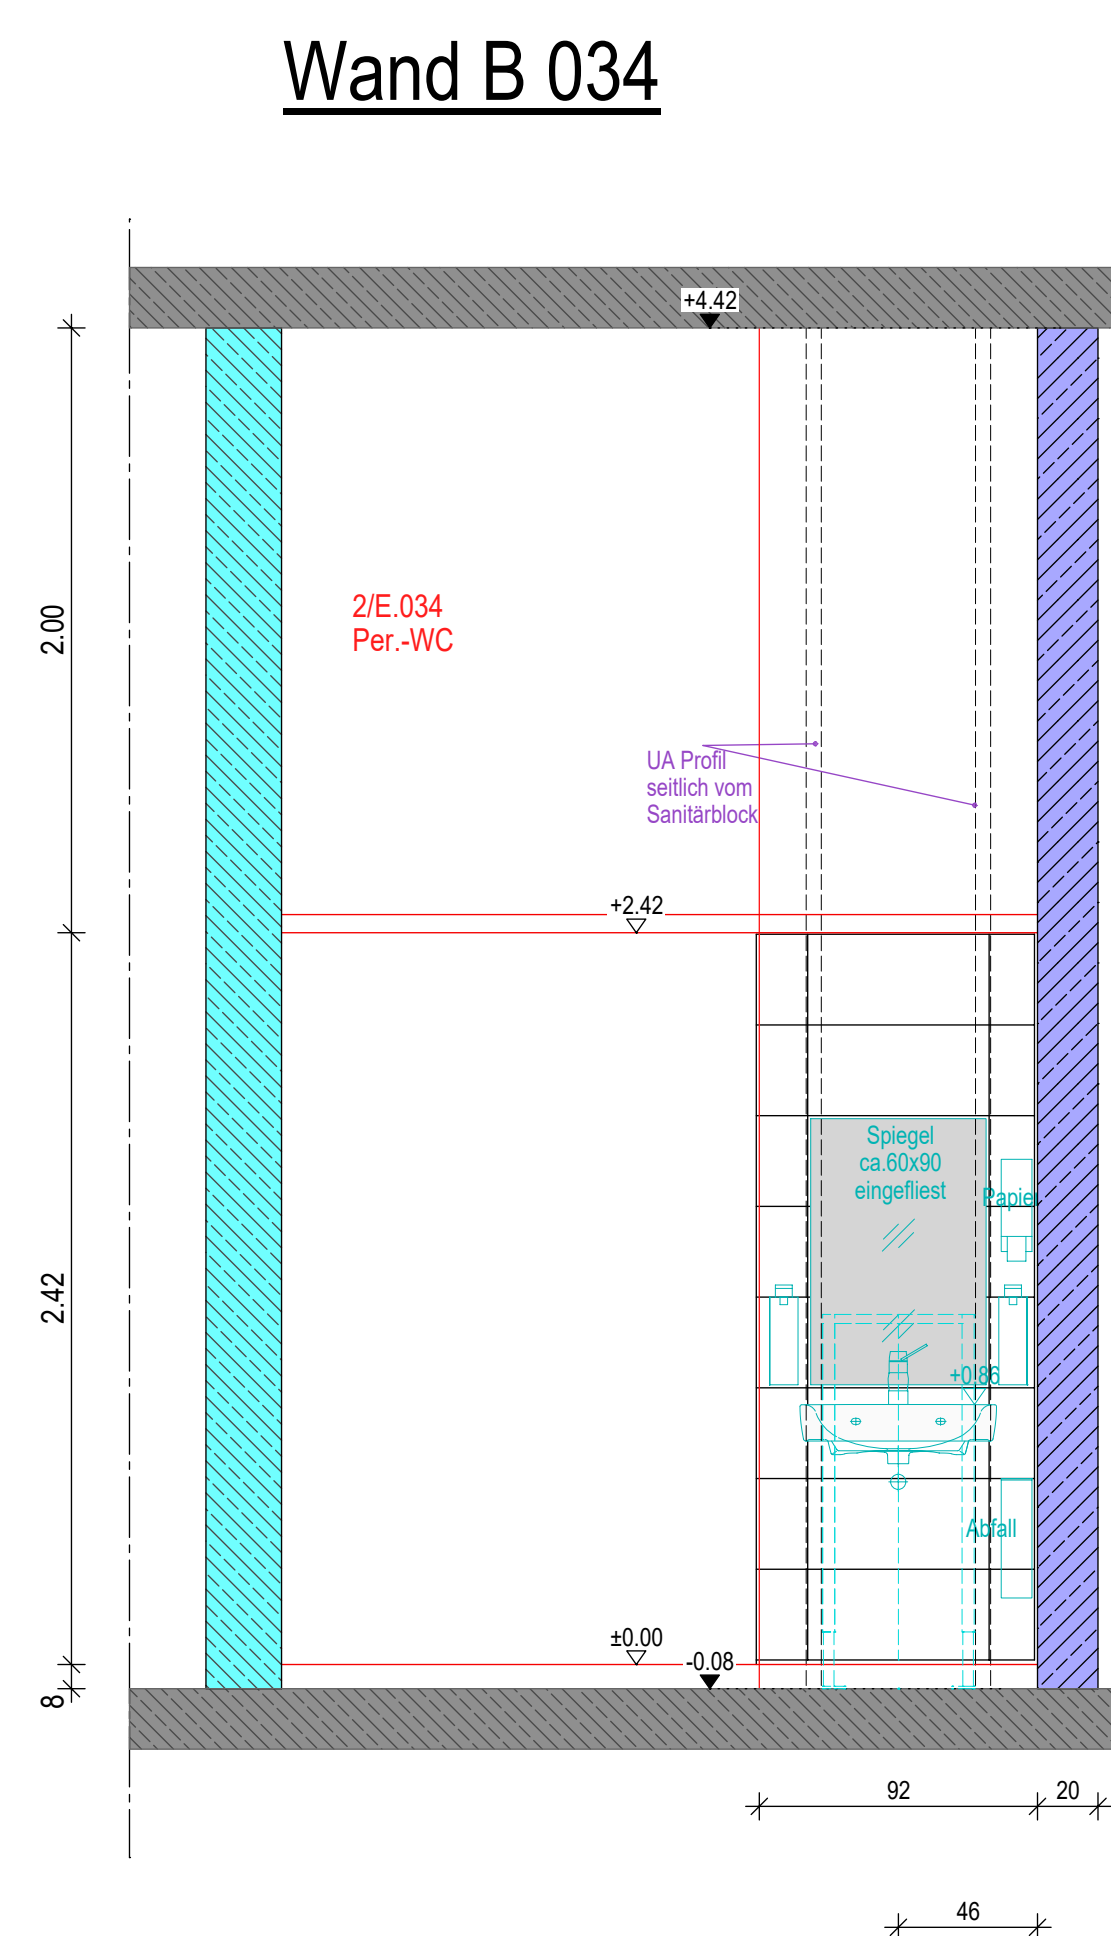 Wand B 034
+4.42
2.00
2/E.034
Per.-WC
UA Profil
seitlich vom
Sanitärblock
+2.42
Spiegel
ca.60x90
eingefliest
Papier
2.42
+0.86
Abfall
±0.00
-0.08
8
92
20
46